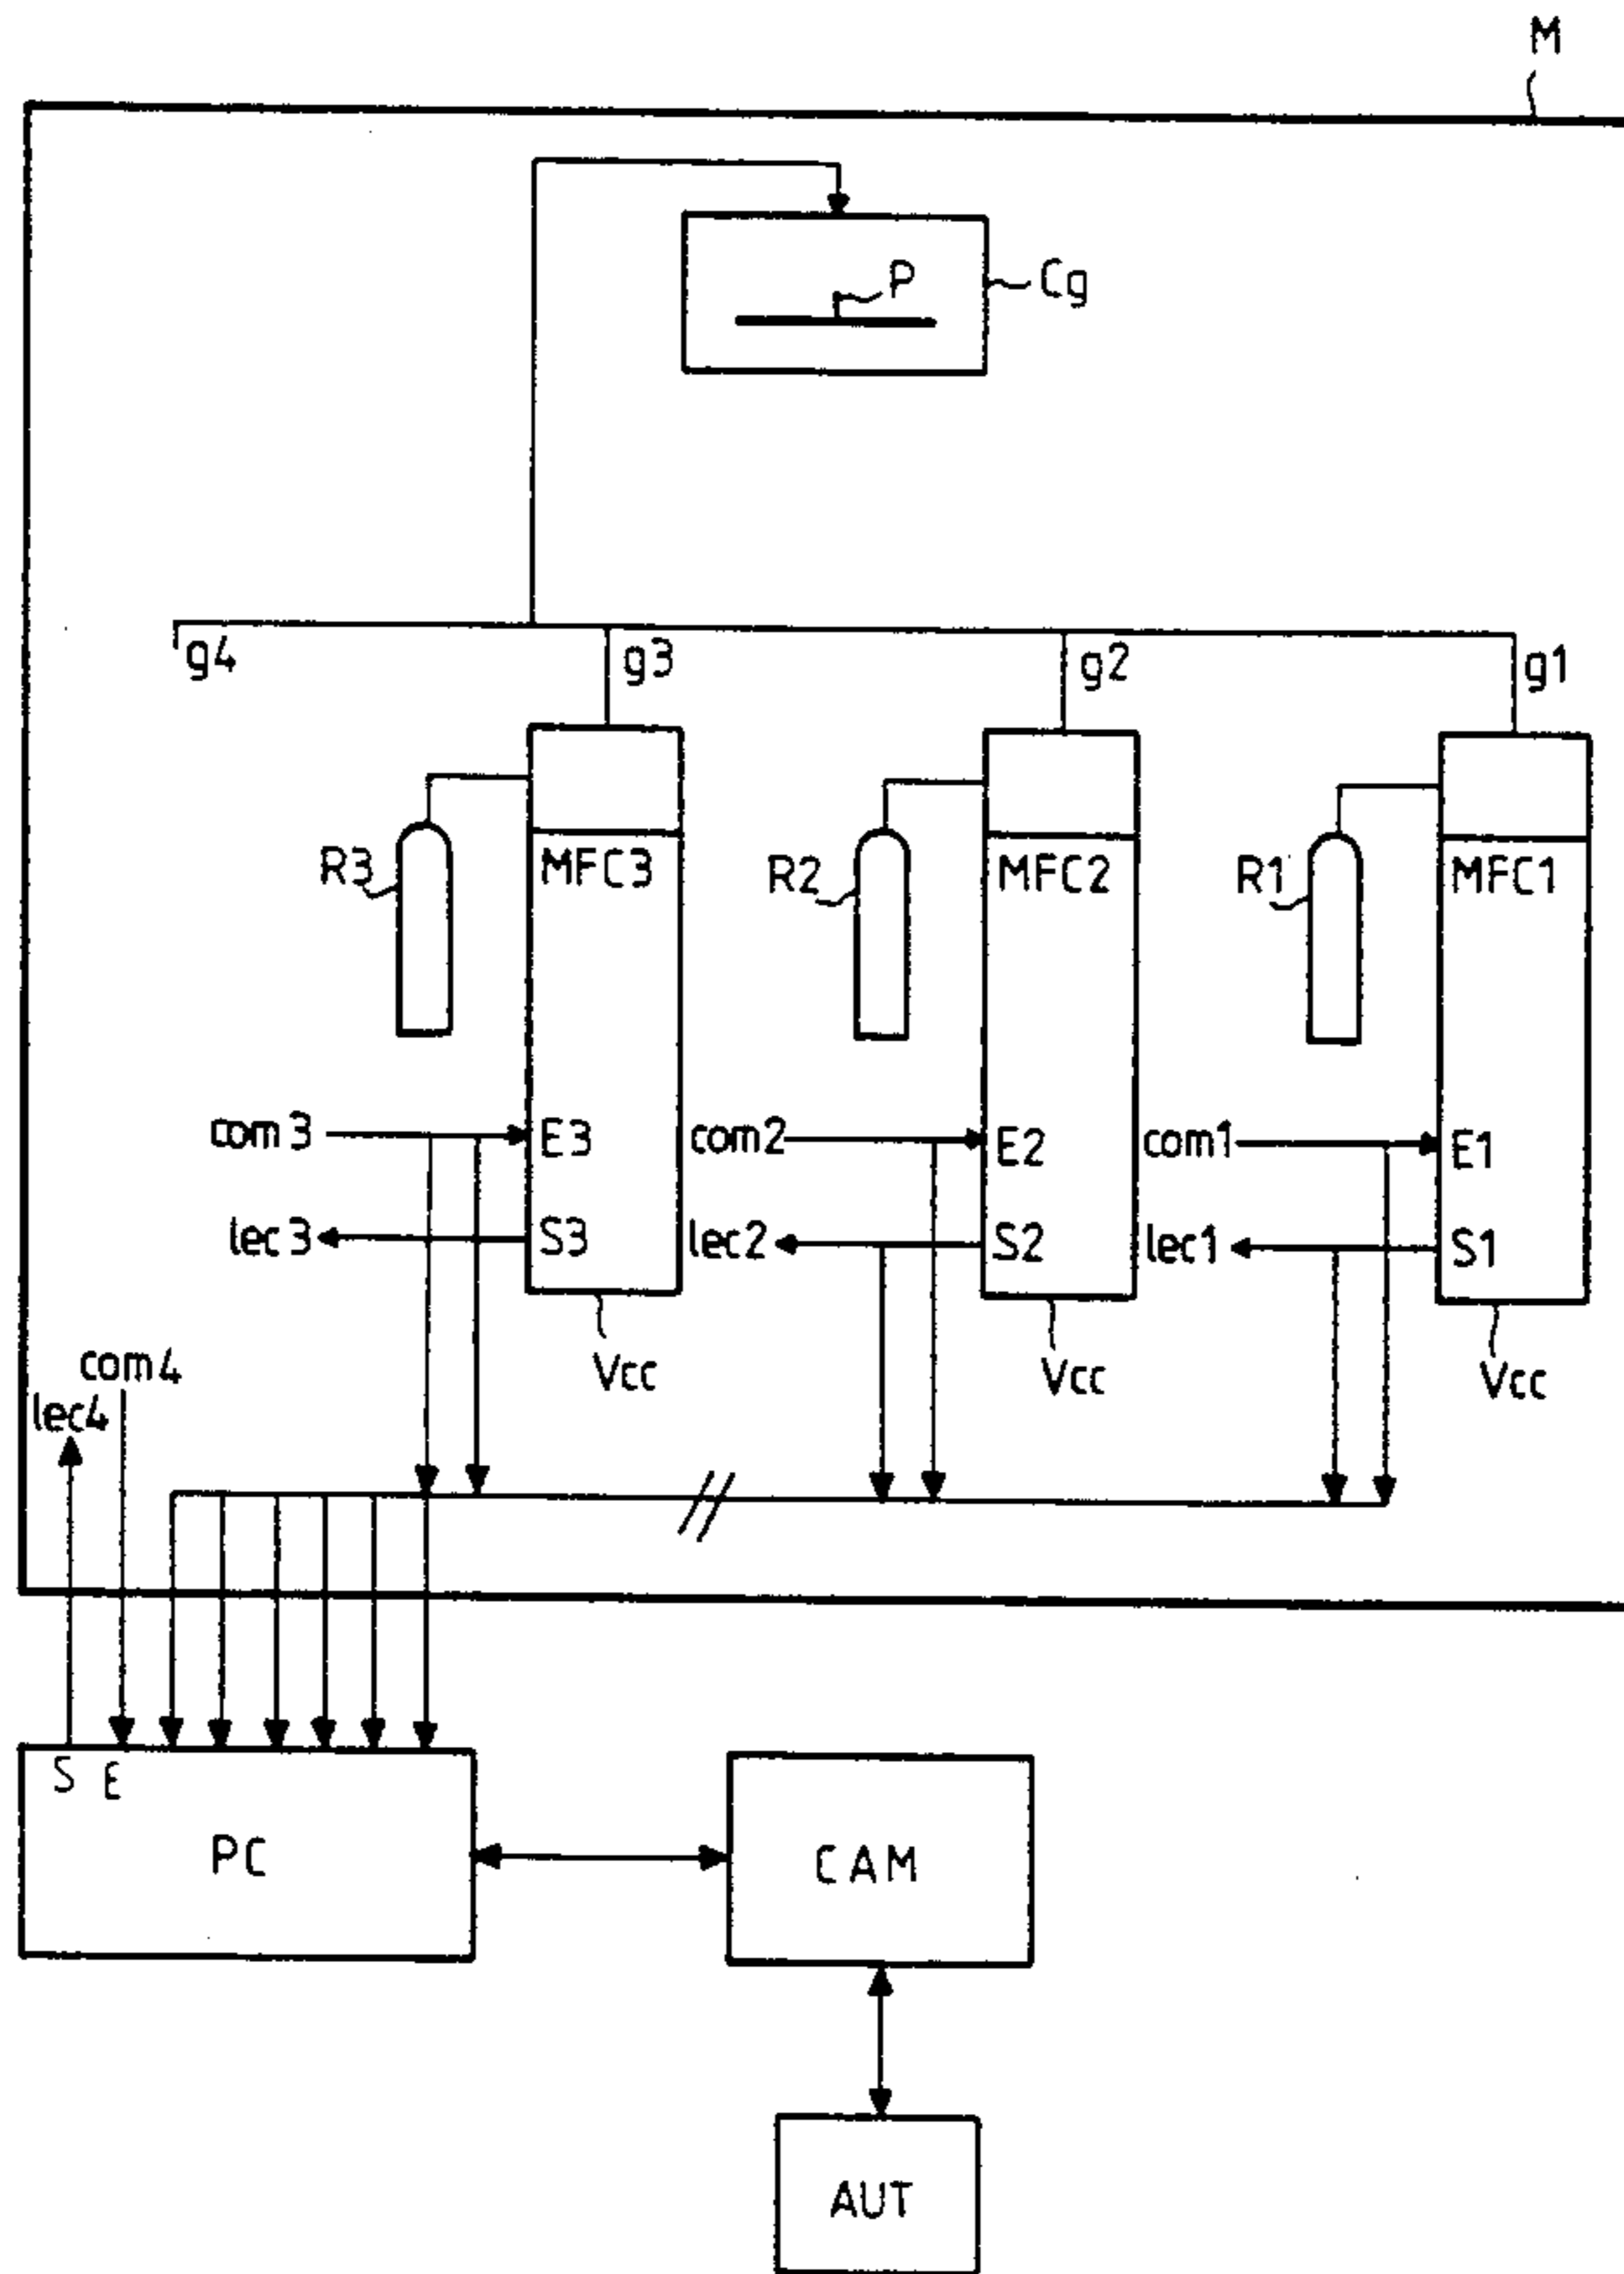 M
P
Cg
g4
g3
g2
g1
R3
MFC3
R2
MFC2
R1
MFC1
com3
E3
com2
E2
com1
E1
lec3
S3
lec2
S2
lec1
S1
com4
lec4
Vcc
Vcc
Vcc
S E
PC
CAM
AUT